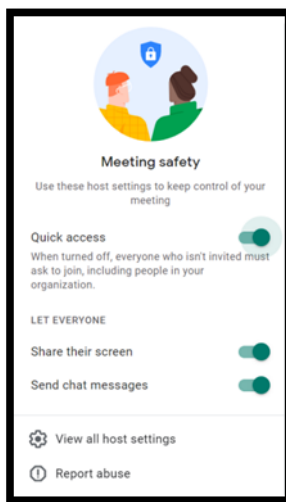 Meeting safety
Use these host settings to keep control of your
meeting
Quick access
When turned off, everyone who isn't invited must
ask to join, including people in your
organization.
LET EVERYONE
Share their screen
Send chat messages
View all host settings
Report abuse